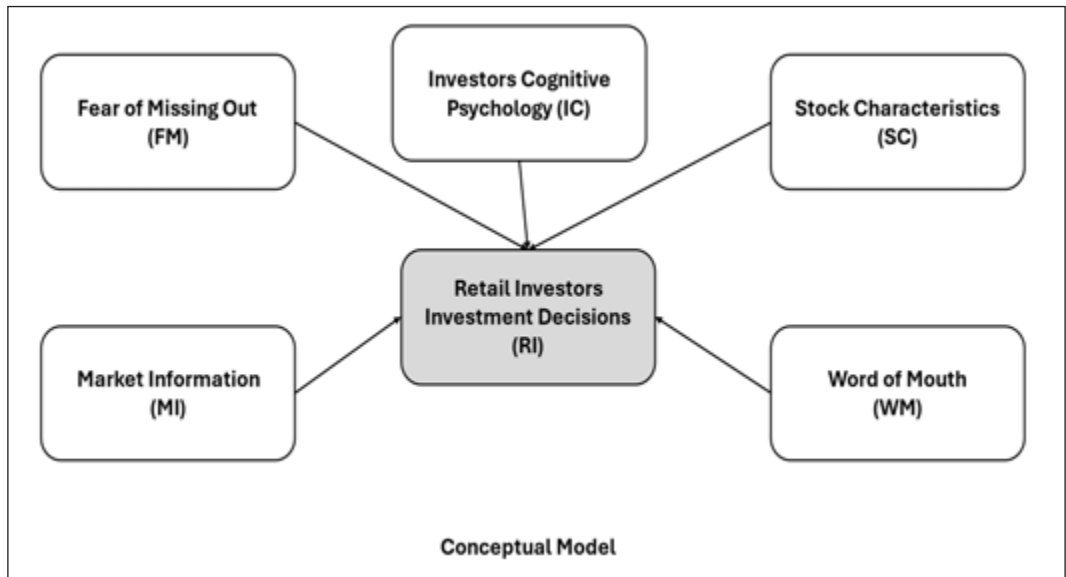 Fear of Missing Out
(FM)
Investors Cognitive
Psychology (IC)
Stock Characteristics
(SC)
Retail Investors
Investment Decisions
(RI)
Market Information
(MI)
Word of Mouth
(WM)
Conceptual Model